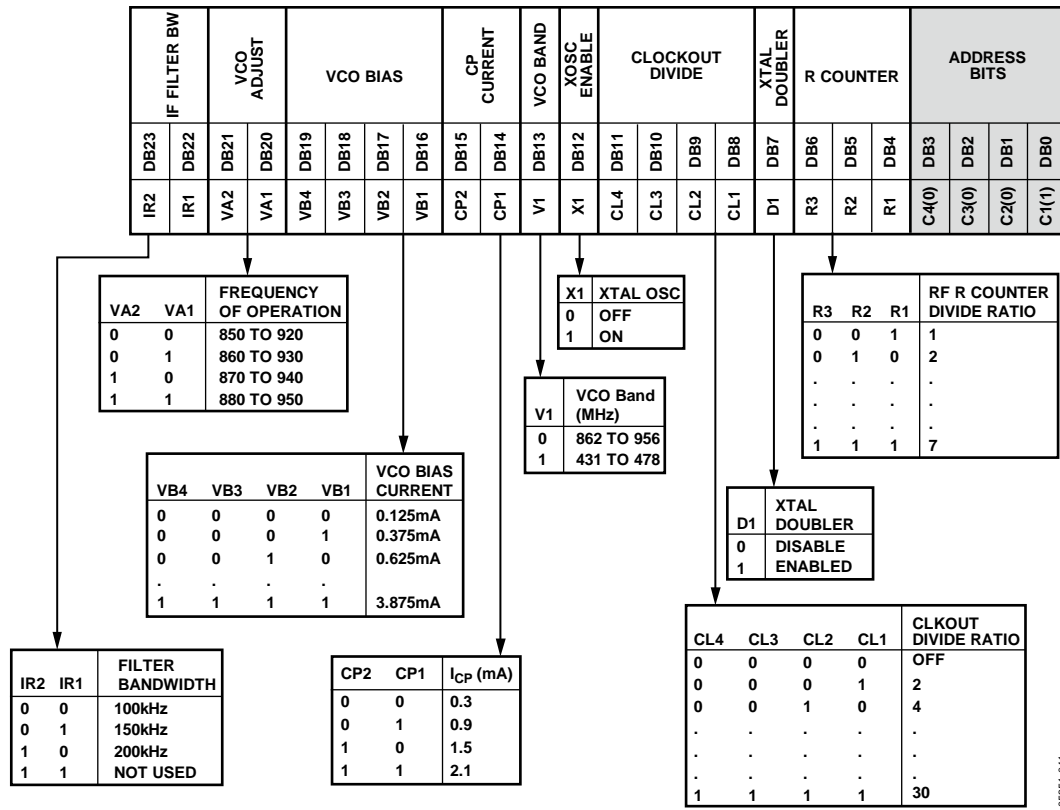 IF FILTER BW
VCO
ADJUST
VCO BIAS
CP
CURRENT
VCO BAND
XOSC
ENABLE
CLOCKOUT
DIVIDE
XTAL
DOUBLER
R COUNTER
ADDRESS
BITS
DB23 DB22 DB21 DB20 DB19 DB18 DB17 DB16 DB15 DB14 DB13 DB12 DB11 DB10 DB9 DB8 DB7 DB6 DB5 DB4 DB3 DB2 DB1 DB0
IR2 IR1 VA2 VA1 VB4 VB3 VB2 VB1 CP2 CP1 V1 X1 CL4 CL3 CL2 CL1 D1 R3 R2 R1 C4(0) C3(0) C2(0) C1(1)
VA2 VA1 FREQUENCY
OF OPERATION
0 0 850 TO 920
0 1 860 TO 930
1 0 870 TO 940
1 1 880 TO 950
X1 XTAL OSC
0 OFF
1 ON
R3 R2 R1 RF R COUNTER
DIVIDE RATIO
0 0 1 1
0 1 0 2
. . . .
. . . .
. . . .
1 1 1 7
V1 VCO Band
(MHz)
0 862 TO 956
1 431 TO 478
VB4 VB3 VB2 VB1 VCO BIAS
CURRENT
0 0 0 0 0.125mA
0 0 0 1 0.375mA
0 0 1 0 0.625mA
. .
1 1 1 1 3.875mA
D1 XTAL
DOUBLER
0 DISABLE
1 ENABLED
IR2 IR1 FILTER
BANDWIDTH
0 0 100kHz
0 1 150kHz
1 0 200kHz
1 1 NOT USED
CP2 CP1 ICP (mA)
0 0 0.3
0 1 0.9
1 0 1.5
1 1 2.1
CL4 CL3 CL2 CL1 CLKOUT
DIVIDE RATIO
0 0 0 0 OFF
0 0 0 1 2
0 0 1 0 4
. . . . .
. . . . .
. . . . .
1 1 1 1 30